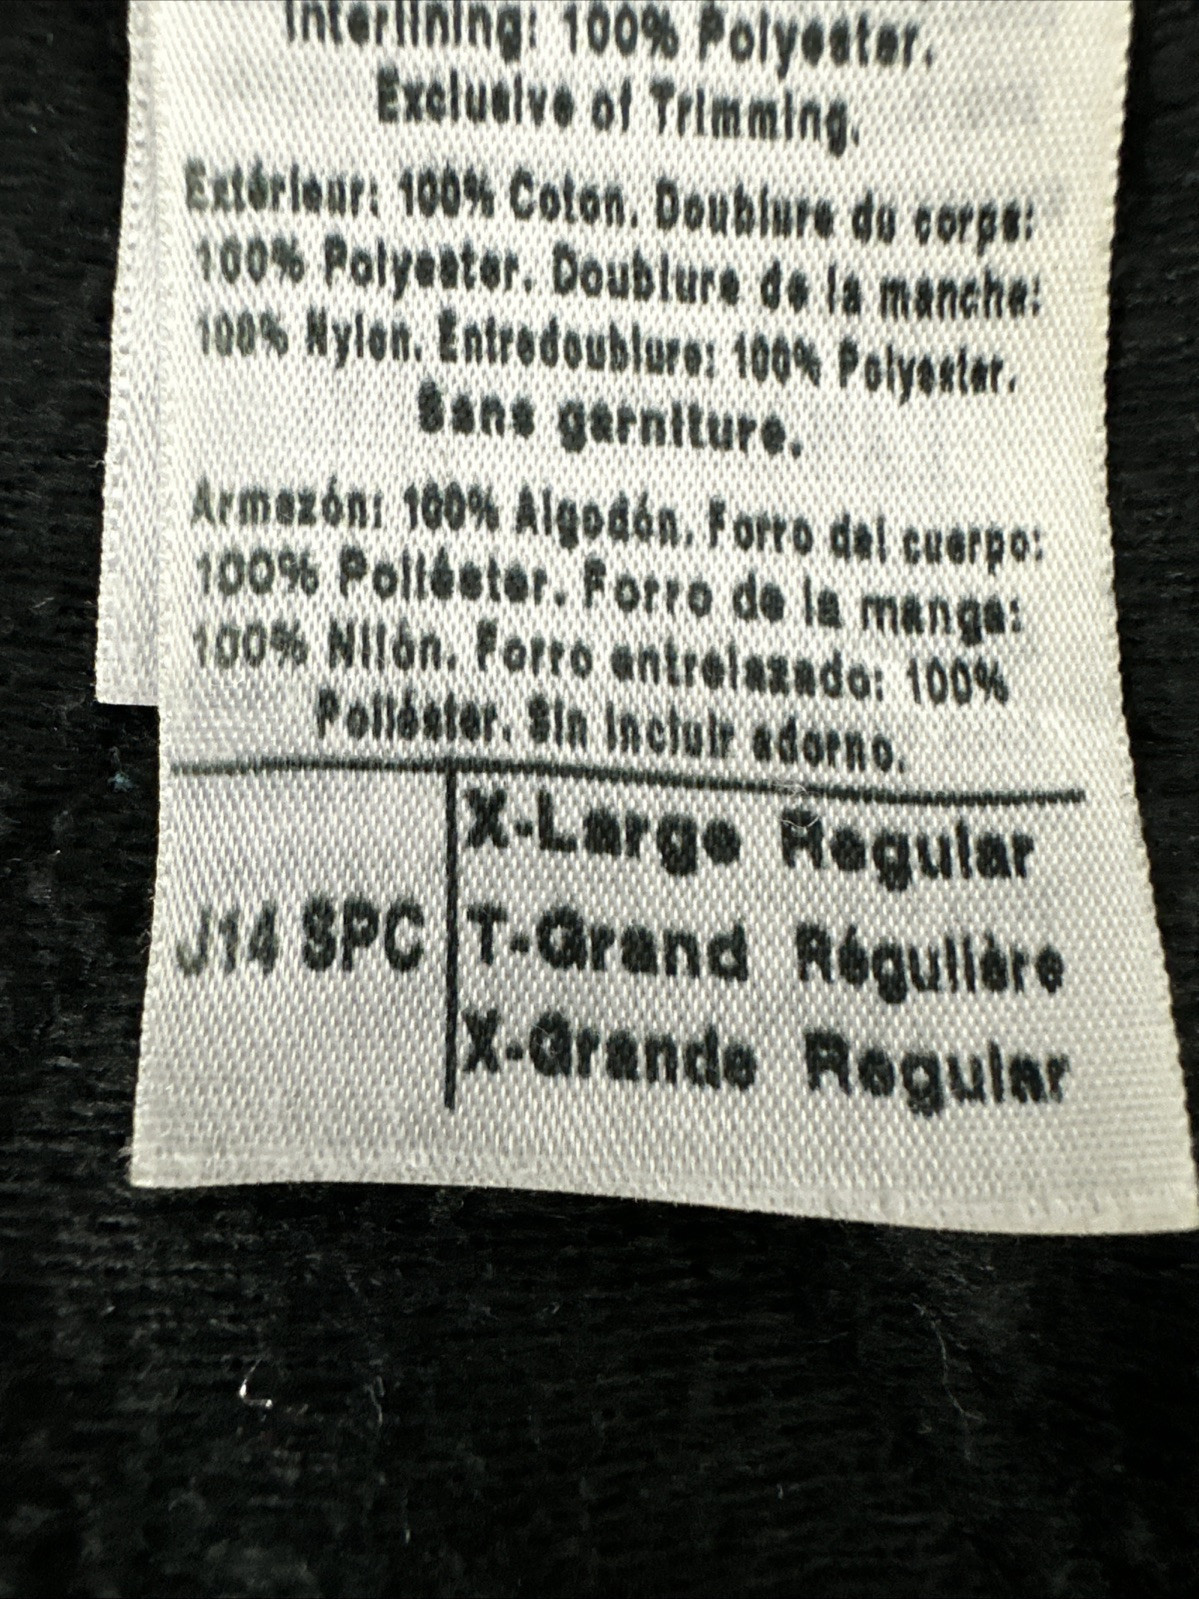 Interlining: 100% Polyester.
Exclusive of Trimming.
Extérieur: 100% Coton. Doublure du corps:
100% Polyester. Doublure de la manche:
100% Nylon. Entredoublure: 100% Polyester.
Sans garniture.
Armazón: 100% Algodón. Forro del cuerpo:
100% Poliéster. Forro de la manga:
100% Nilón. Forro entrelazado: 100%
Poliéster. Sin incluir adorno.
X-Large Regular
J14 SPC T-Grand Régulière
X-Grande Regular